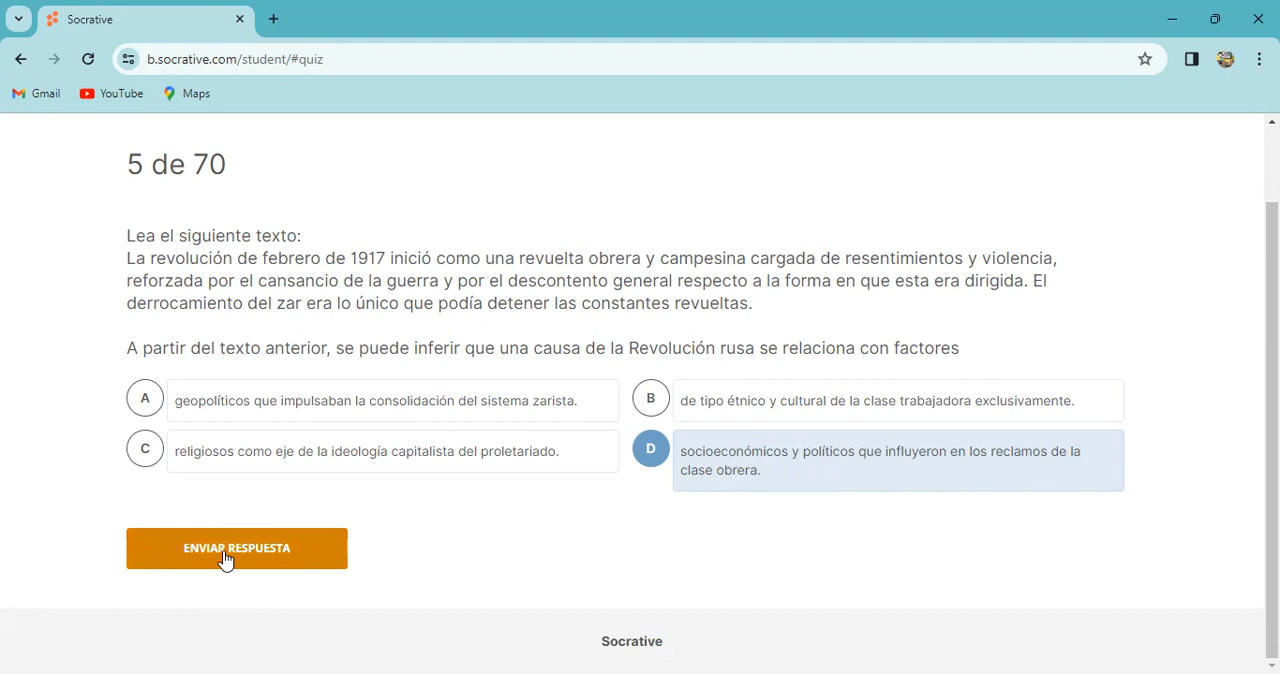 Socrative
b.socrative.com/student/#quiz
Gmail YouTube Maps
5 de 70
Lea el siguiente texto:
La revolución de febrero de 1917 inició como una revuelta obrera y campesina cargada de resentimientos y violencia,
reforzada por el cansancio de la guerra y por el descontento general respecto a la forma en que esta era dirigida. El
derrocamiento del zar era lo único que podía detener las constantes revueltas.
A partir del texto anterior, se puede inferir que una causa de la Revolución rusa se relaciona con factores
A geopolíticos que impulsaban la consolidación del sistema zarista.
B de tipo étnico y cultural de la clase trabajadora exclusivamente.
C religiosos como eje de la ideología capitalista del proletariado.
D socioeconómicos y políticos que influyeron en los reclamos de la
clase obrera.
ENVIAR RESPUESTA
Socrative